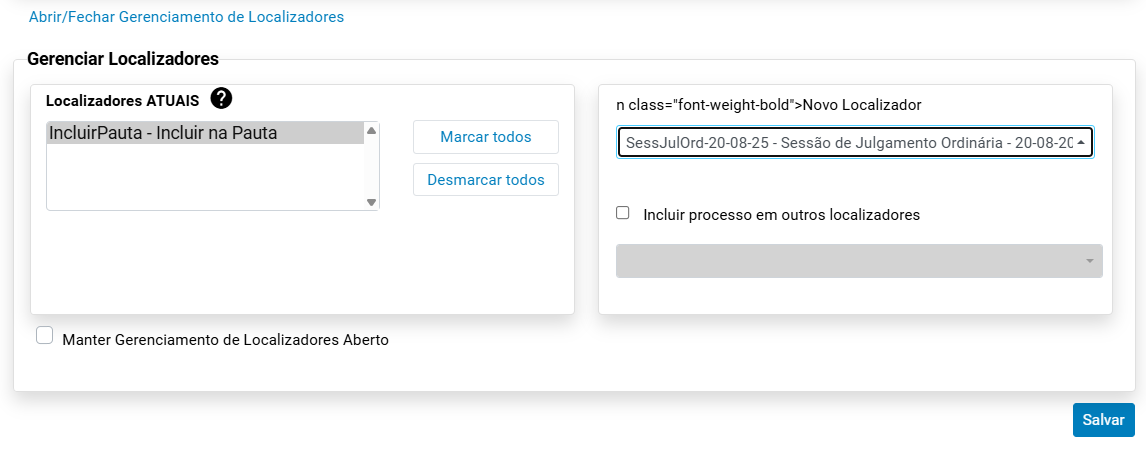 Abrir/Fechar Gerenciamento de Localizadores
Gerenciar Localizadores
Localizadores ATUAIS ?
IncluirPauta - Incluir na Pauta
Marcar todos
Desmarcar todos
n class="font-weight-bold">Novo Localizador
SessJulOrd-20-08-25 - Sessão de Julgamento Ordinária - 20-08-20
Incluir processo em outros localizadores
Manter Gerenciamento de Localizadores Aberto
Salvar